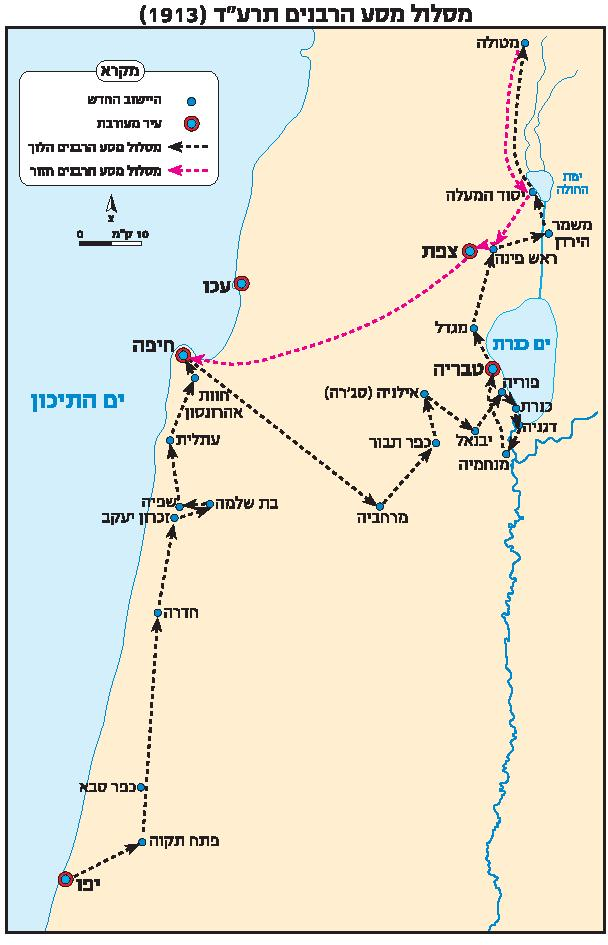 מסלול מסע הרבנים תרע"ד (1913)
מקרא
היישוב החדש
עיר מעורבת
מסלול מסע הרבנים הלוך
מסלול מסע הרבנים חזור
צ
0 10 ק"מ
מטולה
ימת
החולה
יסוד המעלה
משמר
הירדן
צפת
ראש פינה
עכו
מגדל
ים כנרת
חיפה
טבריה
פוריה
אילניה (סג'רה)
חוות
אהרונסון
כנרת
דגניה
ים התיכון
יבנאל
כפר תבור
עתלית
מנחמיה
שפיה
בת שלמה
זכרון יעקב
מרחביה
חדרה
כפר סבא
פתח תקוה
יפו